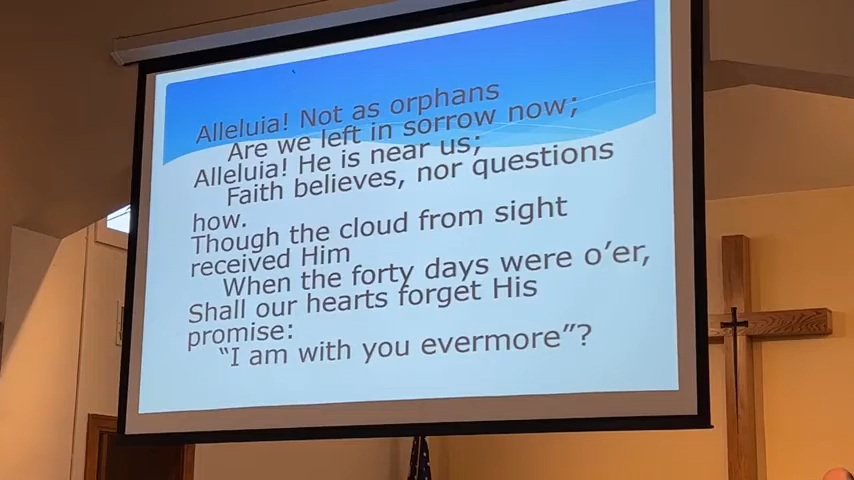 Alleluia! Not as orphans
Are we left in sorrow now;
Alleluia! He is near us;
Faith believes, nor questions
how.
Though the cloud from sight
received Him
When the forty days were o’er,
Shall our hearts forget His
promise:
“I am with you evermore”?